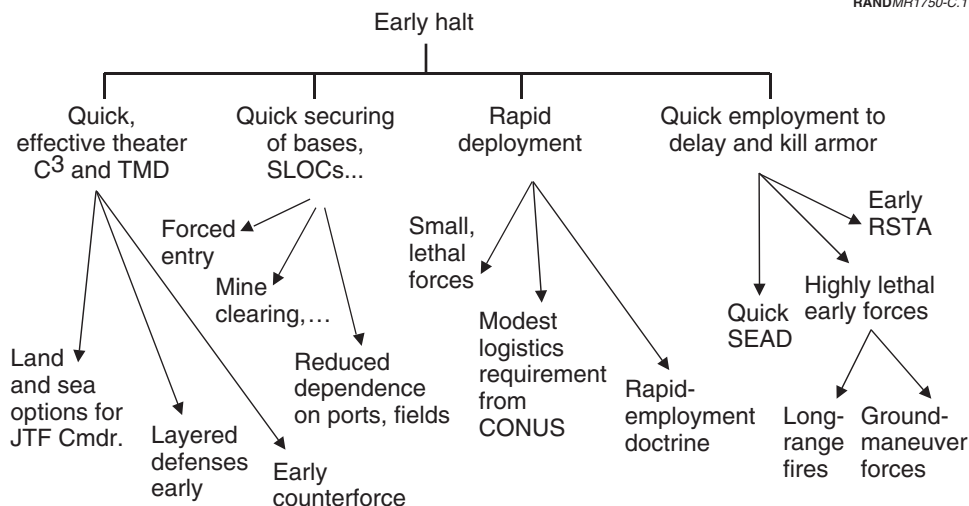 RANDMR1750-C.1
Early halt
Quick,
effective theater
C3 and TMD
Quick securing
of bases,
SLOCs...
Rapid
deployment
Quick employment to
delay and kill armor
Land
and sea
options for
JTF Cmdr.
Layered
defenses
early
Early
counterforce
Forced
entry
Mine
clearing,...
Reduced
dependence
on ports, fields
Small,
lethal
forces
Modest
logistics
requirement
from
CONUS
Rapid-
employment
doctrine
Quick
SEAD
Early
RSTA
Highly lethal
early forces
Long-
range
fires
Ground-
maneuver
forces